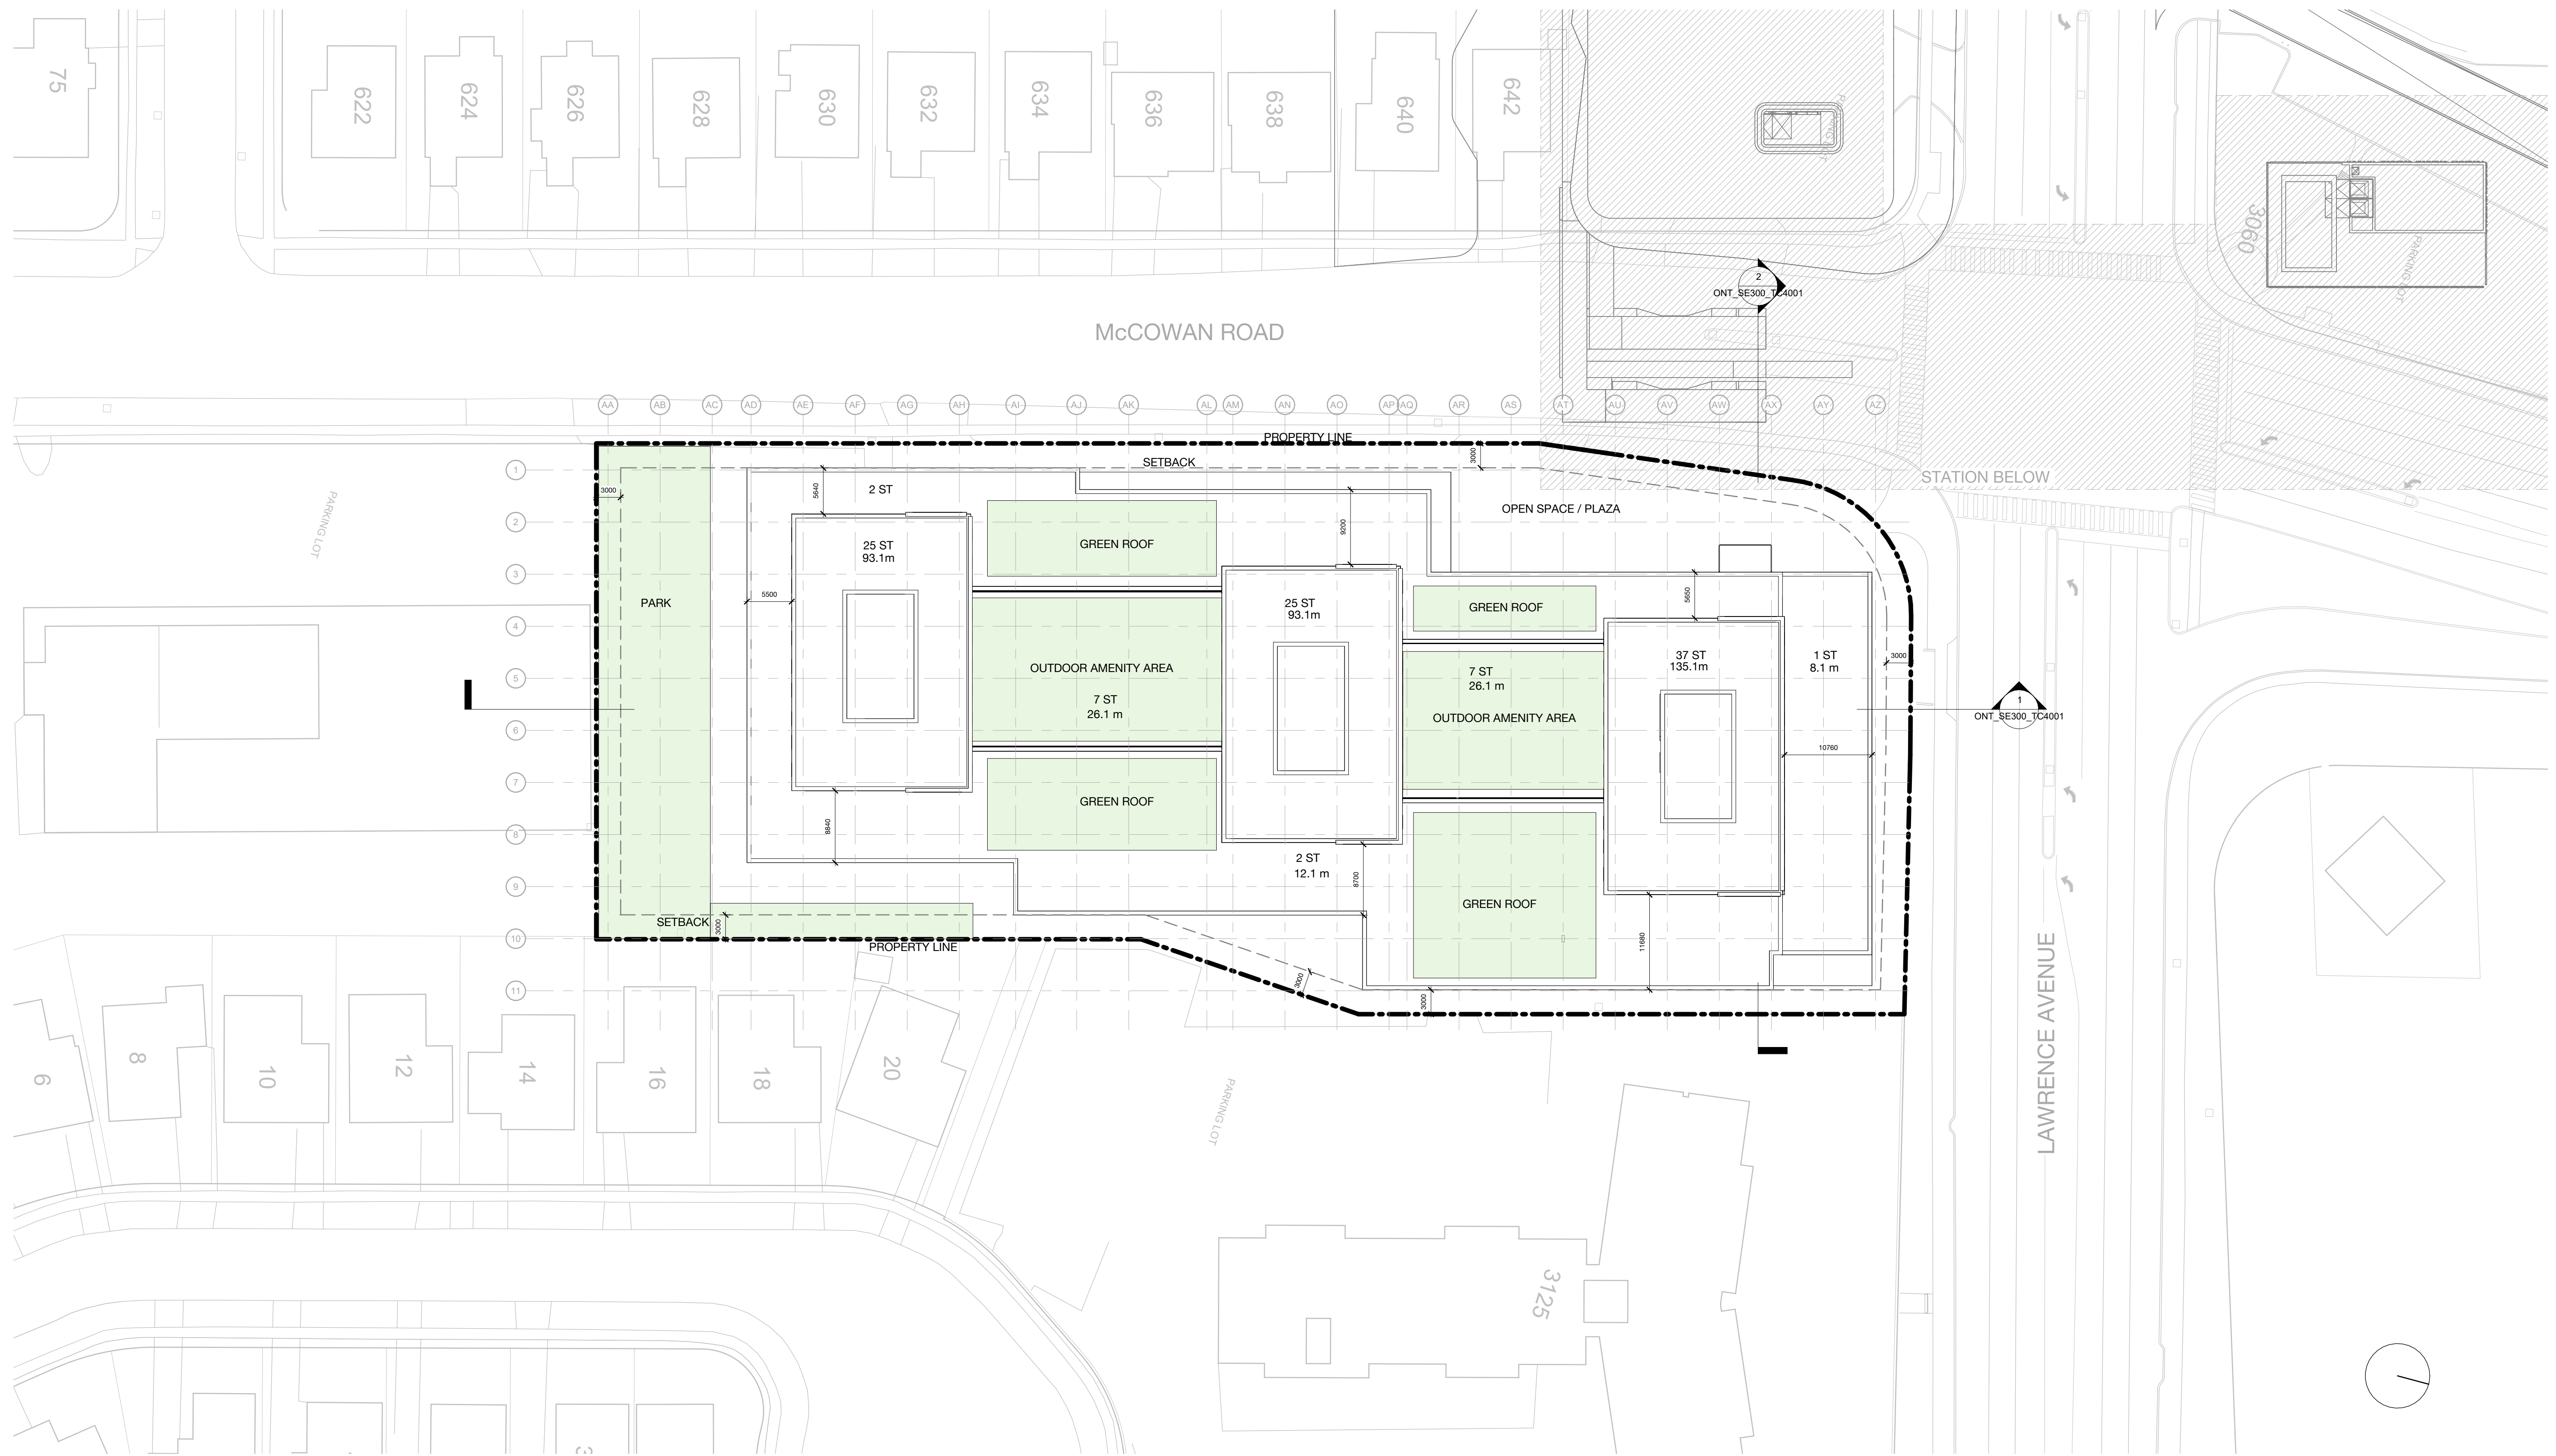 75
622
624
626
628
630
632
634
636
638
640
642
PARKING LOT
3060
PARKING LOT
2
ONT_SE300_TC4001
McCOWAN ROAD
AA
AB
AC
AD
AE
AF
AG
AH
AI
AJ
AK
AL
AM
AN
AO
AP
AQ
AR
AS
AT
AU
AV
AW
AX
AY
AZ
PROPERTY LINE
SETBACK
3000
STATION BELOW
1
2
3
4
5
6
7
8
9
10
11
PARKING LOT
3000
5640
2 ST
9200
OPEN SPACE / PLAZA
25 ST
93.1m
GREEN ROOF
PARK
5500
25 ST
93.1m
GREEN ROOF
5650
OUTDOOR AMENITY AREA
7 ST
26.1 m
7 ST
26.1 m
OUTDOOR AMENITY AREA
37 ST
135.1m
1 ST
8.1 m
3000
1
ONT_SE300_TC4001
10760
GREEN ROOF
8840
2 ST
12.1 m
8700
GREEN ROOF
SETBACK
3000
PROPERTY LINE
11680
3000
3000
LAWRENCE AVENUE
6
8
10
12
14
16
18
20
PARKING LOT
3125